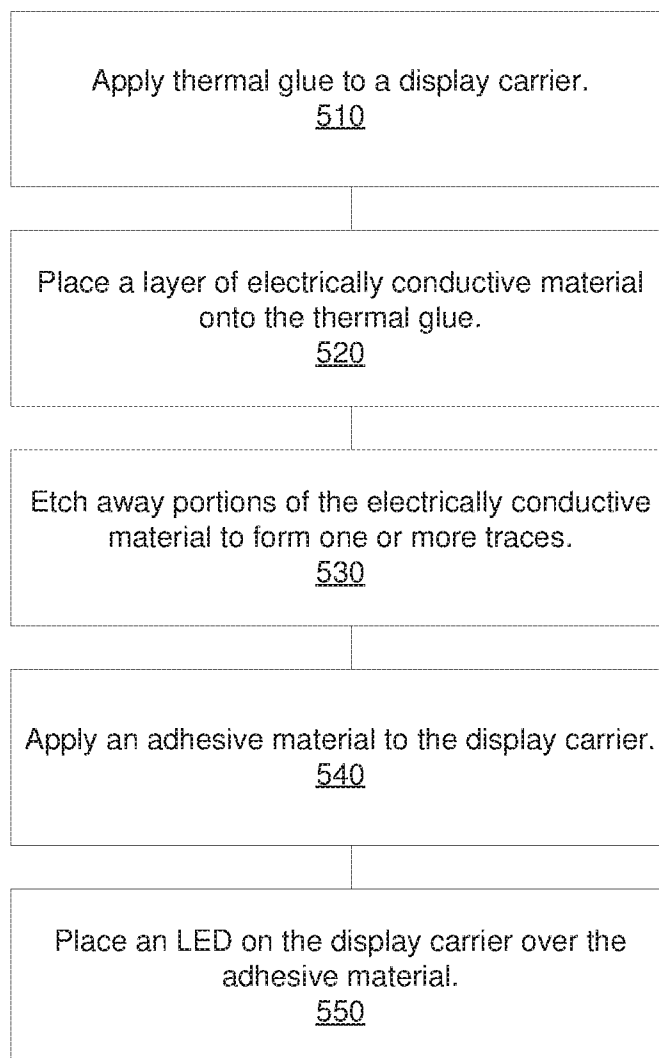 Apply thermal glue to a display carrier.
510
Place a layer of electrically conductive material
onto the thermal glue.
520
Etch away portions of the electrically conductive
material to form one or more traces.
530
Apply an adhesive material to the display carrier.
540
Place an LED on the display carrier over the
adhesive material.
550